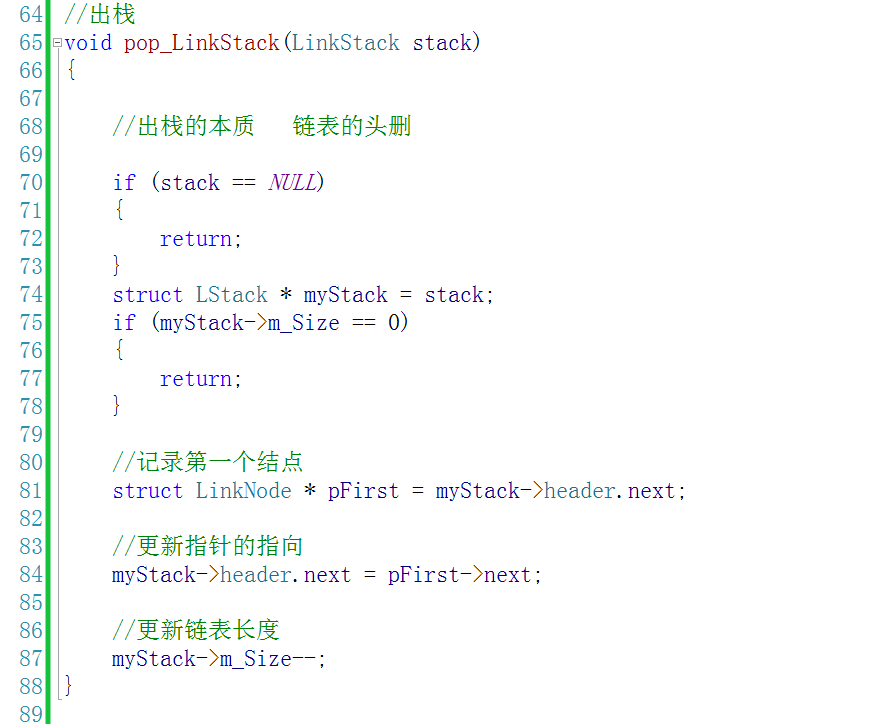 64 //出栈
65 void pop_LinkStack(LinkStack stack)
66 {
67
68     //出栈的本质   链表的头删
69
70     if (stack == NULL)
71     {
72         return;
73     }
74     struct LStack * myStack = stack;
75     if (myStack->m_Size == 0)
76     {
77         return;
78     }
79
80     //记录第一个结点
81     struct LinkNode * pFirst = myStack->header.next;
82
83     //更新指针的指向
84     myStack->header.next = pFirst->next;
85
86     //更新链表长度
87     myStack->m_Size--;
88 }
89